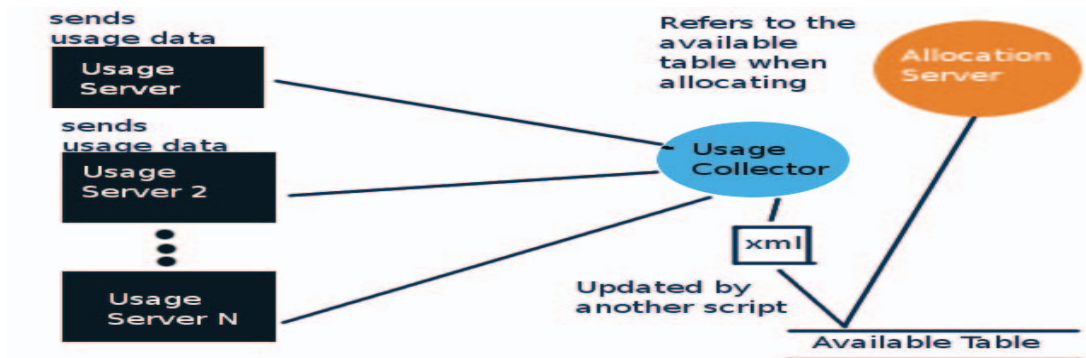 sends
usage data
Usage
Server
sends
usage data
Usage
Server 2
Usage
Server N
Refers to the
available
table when
allocating
Allocation
Server
Usage
Collector
xml
Updated by
another script
Available Table